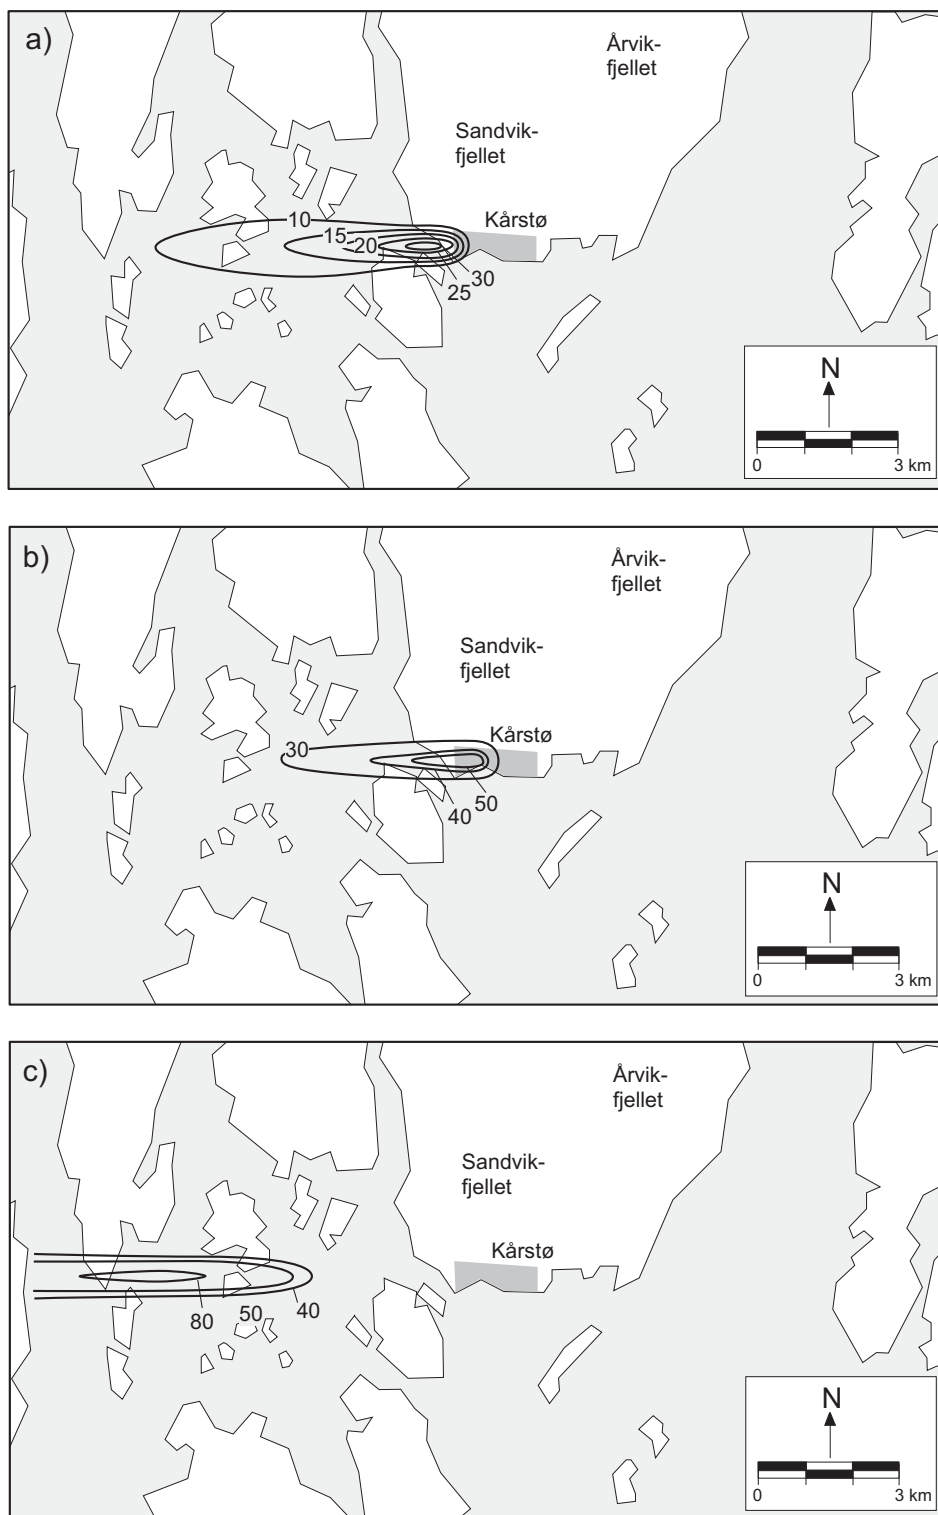 a)
Årvik-
fjellet
Sandvik-
fjellet
Kårstø
10
15
20
30
25
N
0 3 km
b)
Årvik-
fjellet
Sandvik-
fjellet
Kårstø
30
50
40
N
0 3 km
c)
Årvik-
fjellet
Sandvik-
fjellet
Kårstø
80 50 40
N
0 3 km